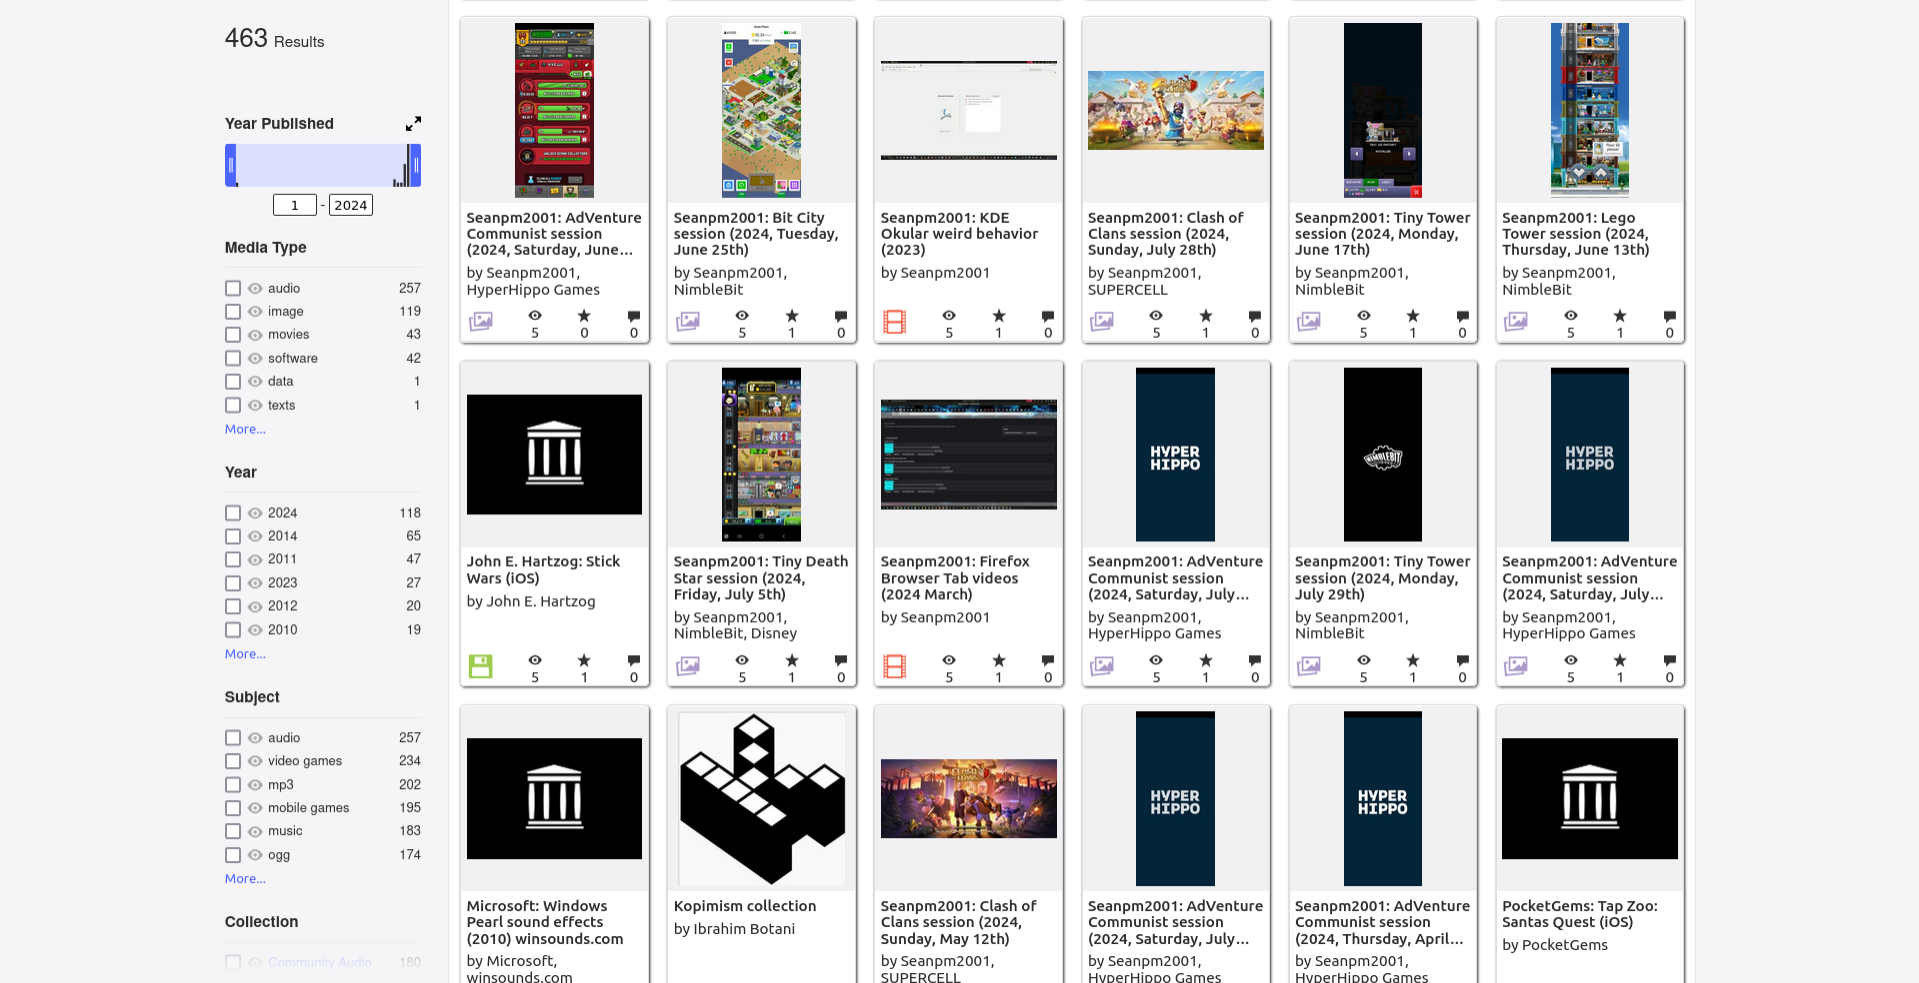 463 Results
Year Published
1 - 2024
Media Type
audio 257
image 119
movies 43
software 42
data 1
texts 1
More...
Year
2024 118
2014 65
2011 47
2023 27
2012 20
2010 19
More...
Subject
audio 257
video games 234
mp3 202
mobile games 195
music 183
ogg 174
More...
Collection
Community Audio 180
Seanpm2001: AdVenture
Communist session
(2024, Saturday, June...
by Seanpm2001,
HyperHippo Games
5 0 0
Seanpm2001: Bit City
session (2024, Tuesday,
June 25th)
by Seanpm2001,
NimbleBit
5 1 0
Seanpm2001: KDE
Okular weird behavior
(2023)
by Seanpm2001
5 1 0
Seanpm2001: Clash of
Clans session (2024,
Sunday, July 28th)
by Seanpm2001,
SUPERCELL
5 1 0
Seanpm2001: Tiny Tower
session (2024, Monday,
June 17th)
by Seanpm2001,
NimbleBit
5 1 0
Seanpm2001: Lego
Tower session (2024,
Thursday, June 13th)
by Seanpm2001,
NimbleBit
5 1 0
John E. Hartzog: Stick
Wars (iOS)
by John E. Hartzog
5 1 0
Seanpm2001: Tiny Death
Star session (2024,
Friday, July 5th)
by Seanpm2001,
NimbleBit, Disney
5 1 0
Seanpm2001: Firefox
Browser Tab videos
(2024 March)
by Seanpm2001
5 1 0
HYPER
HIPPO
Seanpm2001: AdVenture
Communist session
(2024, Saturday, July...
by Seanpm2001,
HyperHippo Games
5 1 0
NIMBLEBIT
Seanpm2001: Tiny Tower
session (2024, Monday,
July 29th)
by Seanpm2001,
NimbleBit
5 1 0
HYPER
HIPPO
Seanpm2001: AdVenture
Communist session
(2024, Saturday, July...
by Seanpm2001,
HyperHippo Games
5 1 0
Microsoft: Windows
Pearl sound effects
(2010) winsounds.com
by Microsoft,
winsounds.com
Kopimism collection
by Ibrahim Botani
Seanpm2001: Clash of
Clans session (2024,
Sunday, May 12th)
by Seanpm2001,
SUPERCELL
HYPER
HIPPO
Seanpm2001: AdVenture
Communist session
(2024, Saturday, July...
by Seanpm2001,
HyperHippo Games
HYPER
HIPPO
Seanpm2001: AdVenture
Communist session
(2024, Thursday, April...
by Seanpm2001,
HyperHippo Games
PocketGems: Tap Zoo:
Santas Quest (iOS)
by PocketGems